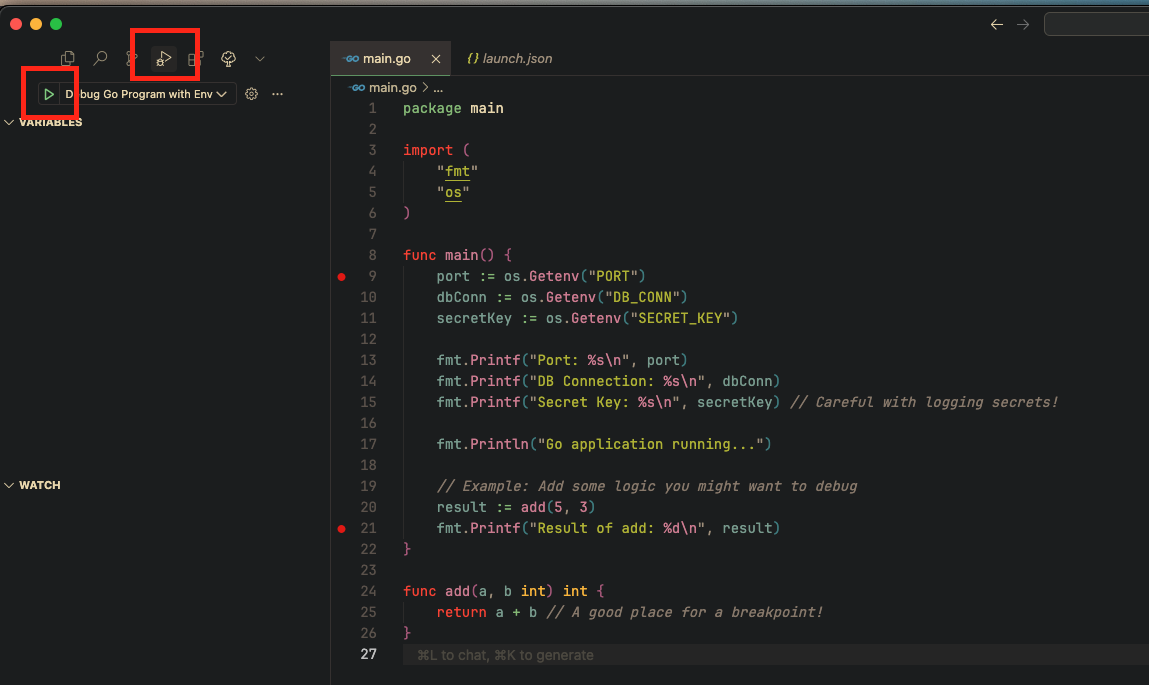 main.go
{} launch.json
Debug Go Program with Env
...
main.go > ...
VARIABLES
WATCH
1 package main
2
3 import (
4 "fmt"
5 "os"
6 )
7
8 func main() {
9 port := os.Getenv("PORT")
10 dbConn := os.Getenv("DB_CONN")
11 secretKey := os.Getenv("SECRET_KEY")
12
13 fmt.Printf("Port: %s\n", port)
14 fmt.Printf("DB Connection: %s\n", dbConn)
15 fmt.Printf("Secret Key: %s\n", secretKey) // Careful with logging secrets!
16
17 fmt.Println("Go application running...")
18
19 // Example: Add some logic you might want to debug
20 result := add(5, 3)
21 fmt.Printf("Result of add: %d\n", result)
22 }
23
24 func add(a, b int) int {
25 return a + b // A good place for a breakpoint!
26 }
27 ⌘L to chat, ⌘K to generate